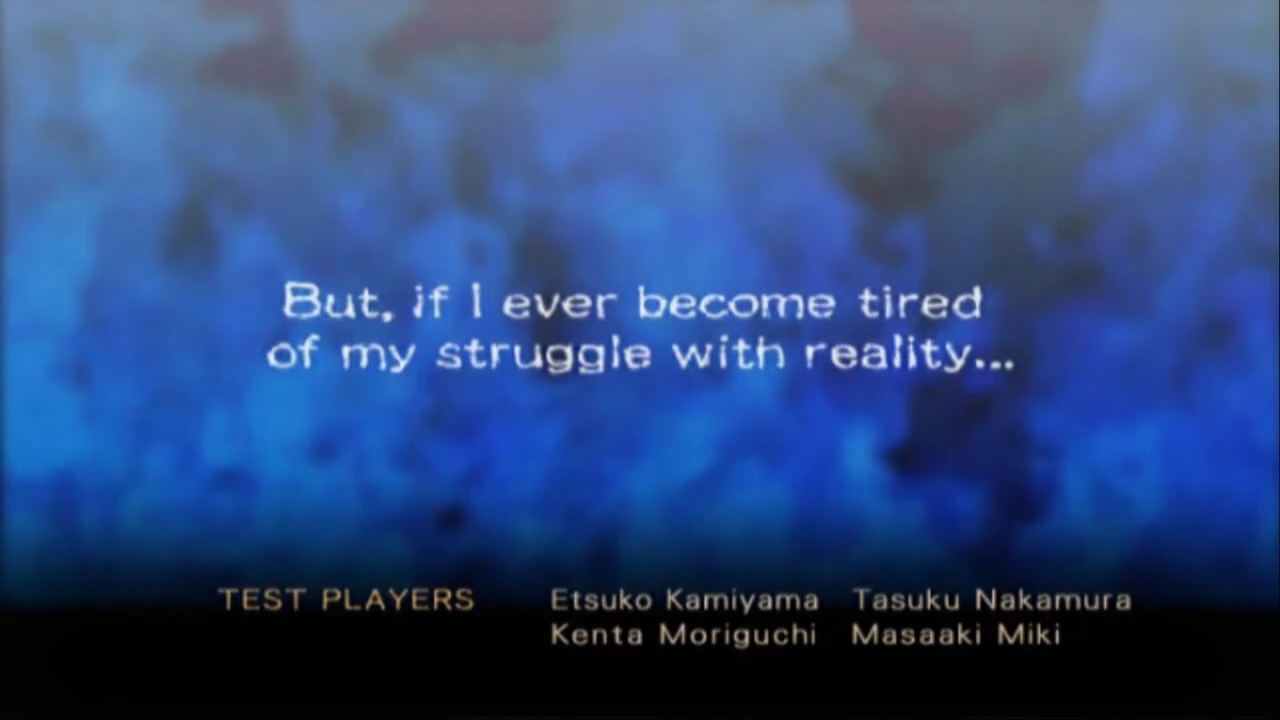 But, if I ever become tired
of my struggle with reality...
TEST PLAYERS Etsuko Kamiyama Tasuku Nakamura
Kenta Moriguchi Masaaki Miki